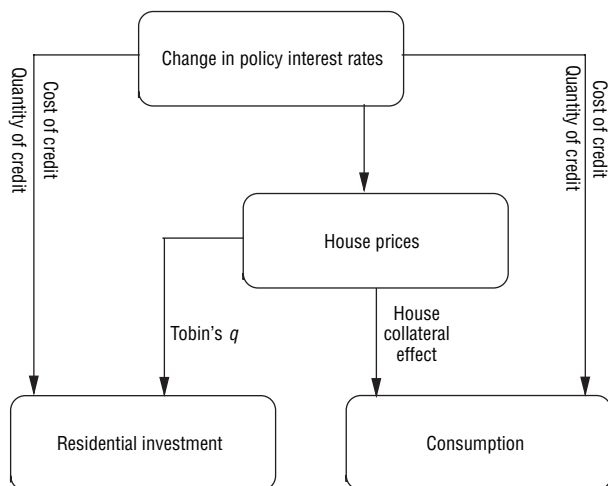 Change in policy interest rates
Cost of credit
Quantity of credit
Cost of credit
Quantity of credit
House prices
Tobin's q
House
collateral
effect
Residential investment
Consumption